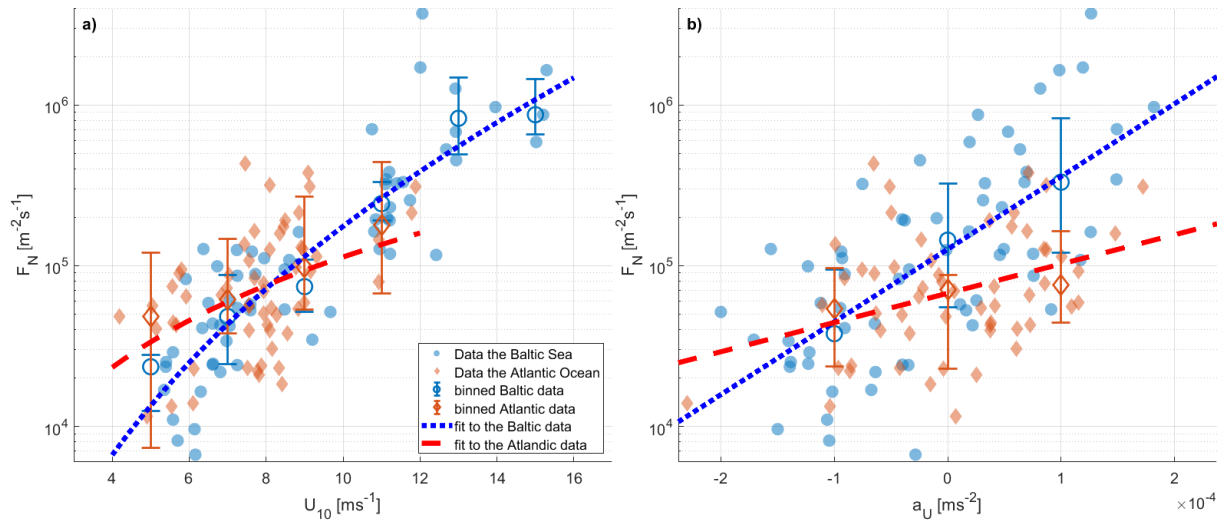 a)
10^6
10^5
10^4
F_N [m^-2s^-1]
4 6 8 10 12 14 16
U_10 [ms^-1]
Data the Baltic Sea
Data the Atlantic Ocean
binned Baltic data
binned Atlantic data
fit to the Baltic data
fit to the Atlandic data
b)
10^6
10^5
10^4
F_N [m^-2s^-1]
-2 -1 0 1 2
a_U [ms^-2]
×10^-4